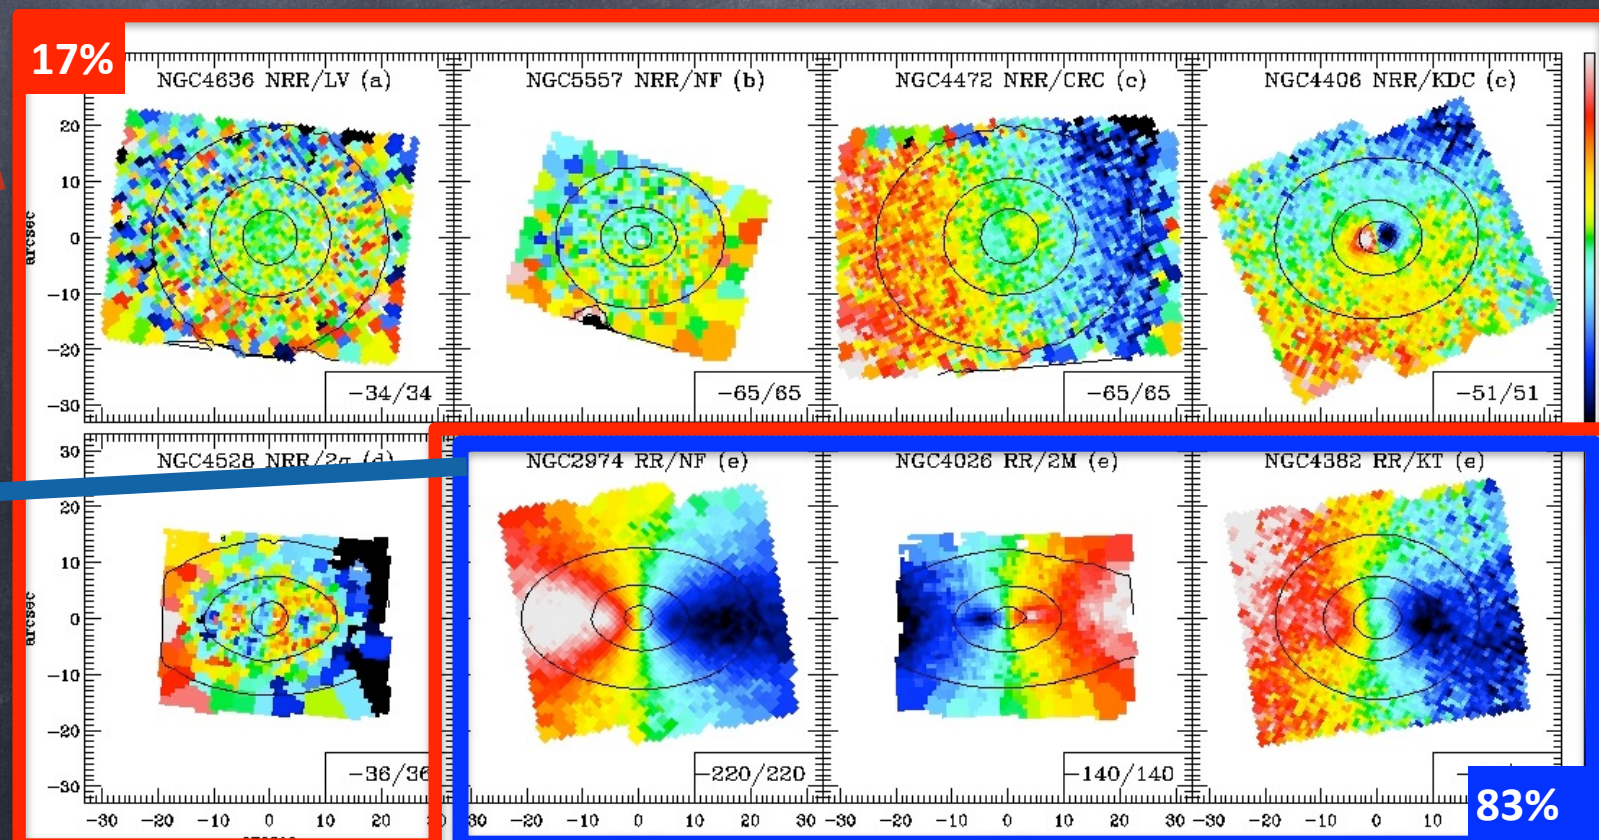 17%
NGC4636 NRR/LV (a)
NGC5557 NRR/NF (b)
NGC4472 NRR/CRC (c)
NGC4406 NRR/KDC (c)
20
10
0
−10
−20
−30
arcsec
−34/34
−65/65
−65/65
−51/51
NGC4528 NRR/2σ (d)
NGC2974 RR/NF (e)
NGC4026 RR/2M (e)
NGC4382 RR/KT (e)
30
20
10
0
−10
−20
−30
arcsec
−36/36
−220/220
−140/140
83%
−30 −20 −10 0 10 20 30 −30 −20 −10 0 10 20 30 −30 −20 −10 0 10 20 30 −30 −20 −10 0 10